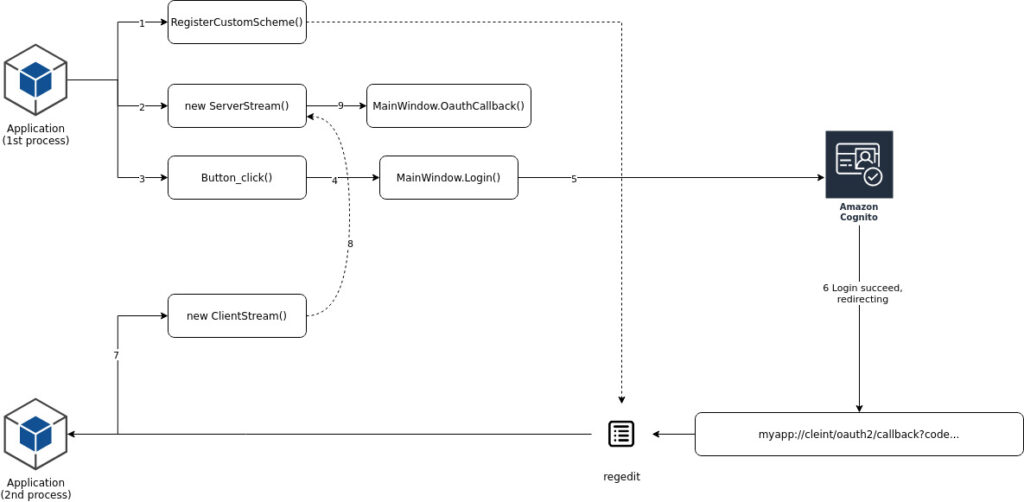 1
RegisterCustomScheme()
Application
(1st process)
2
new ServerStream()
9
MainWindow.OauthCallback()
3
Button_click()
4
MainWindow.Login()
5
Amazon
Cognito
8
6 Login succeed,
redirecting
new ClientStream()
7
myapp://cleint/oauth2/callback?code...
regedit
Application
(2nd process)